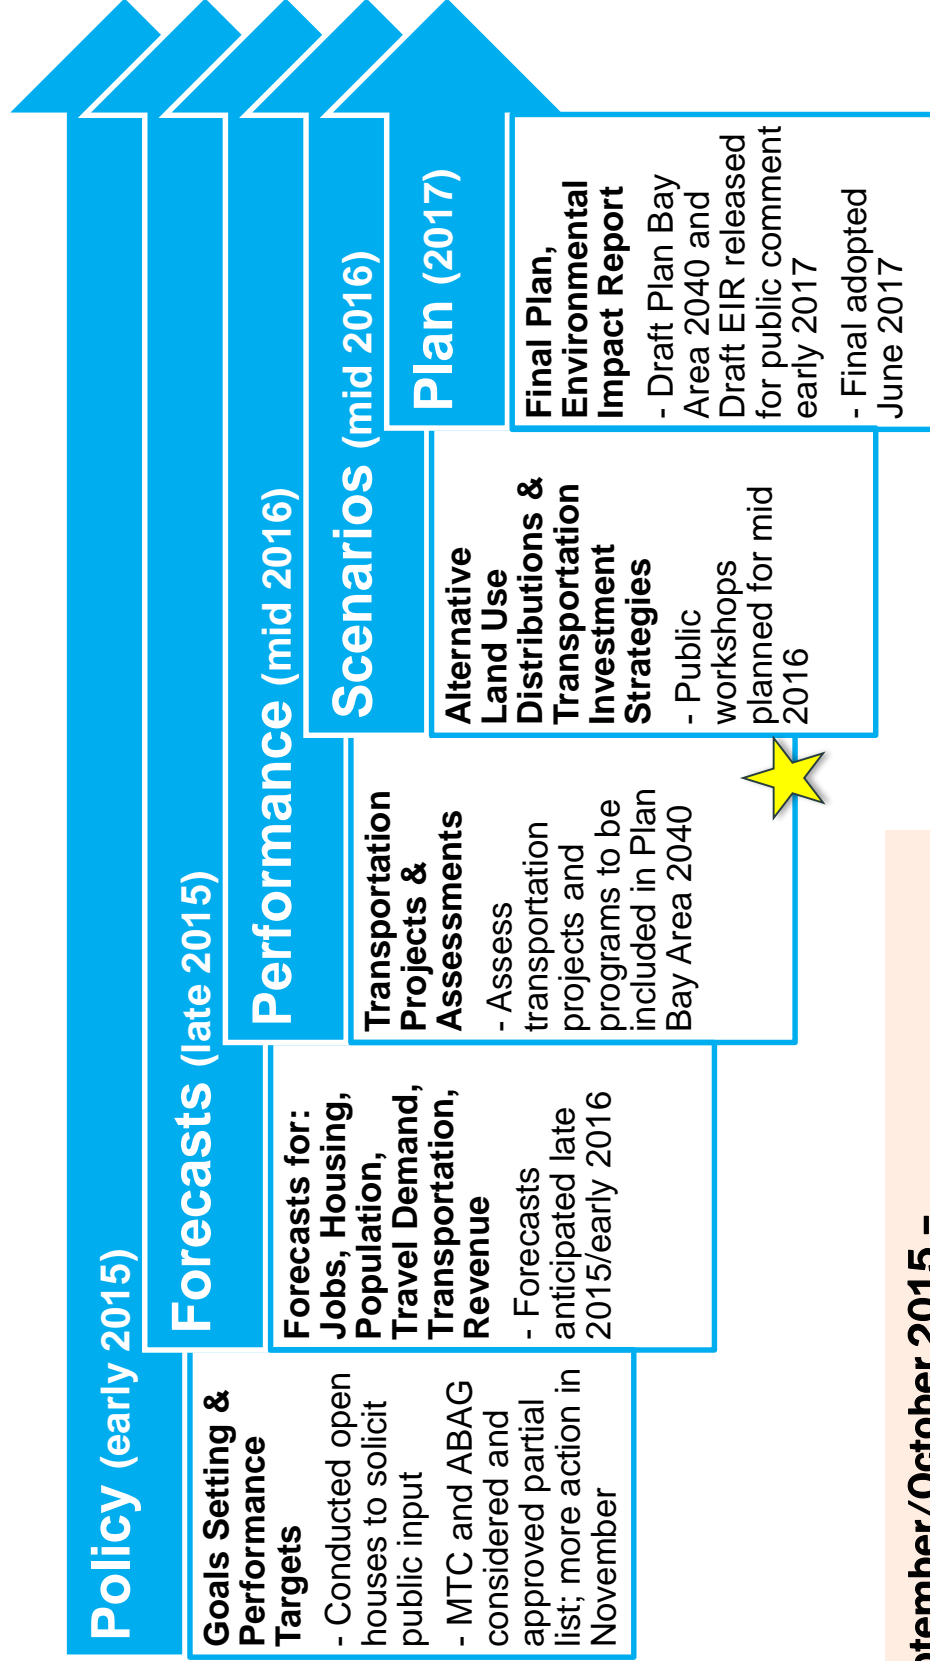 Policy (early 2015)
Goals Setting &
Performance
Targets
- Conducted open
houses to solicit
public input
- MTC and ABAG
considered and
approved partial
list; more action in
November
Forecasts (late 2015)
Forecasts for:
Jobs, Housing,
Population,
Travel Demand,
Transportation,
Revenue
- Forecasts
anticipated late
2015/early 2016
Performance (mid 2016)
Transportation
Projects &
Assessments
- Assess
transportation
projects and
programs to be
included in Plan
Bay Area 2040
Scenarios (mid 2016)
Alternative
Land Use
Distributions &
Transportation
Investment
Strategies
- Public
workshops
planned for mid
2016
Plan (2017)
Final Plan,
Environmental
Impact Report
- Draft Plan Bay
Area 2040 and
Draft EIR released
for public comment
early 2017
- Final adopted
June 2017
ptember/October 2015 –